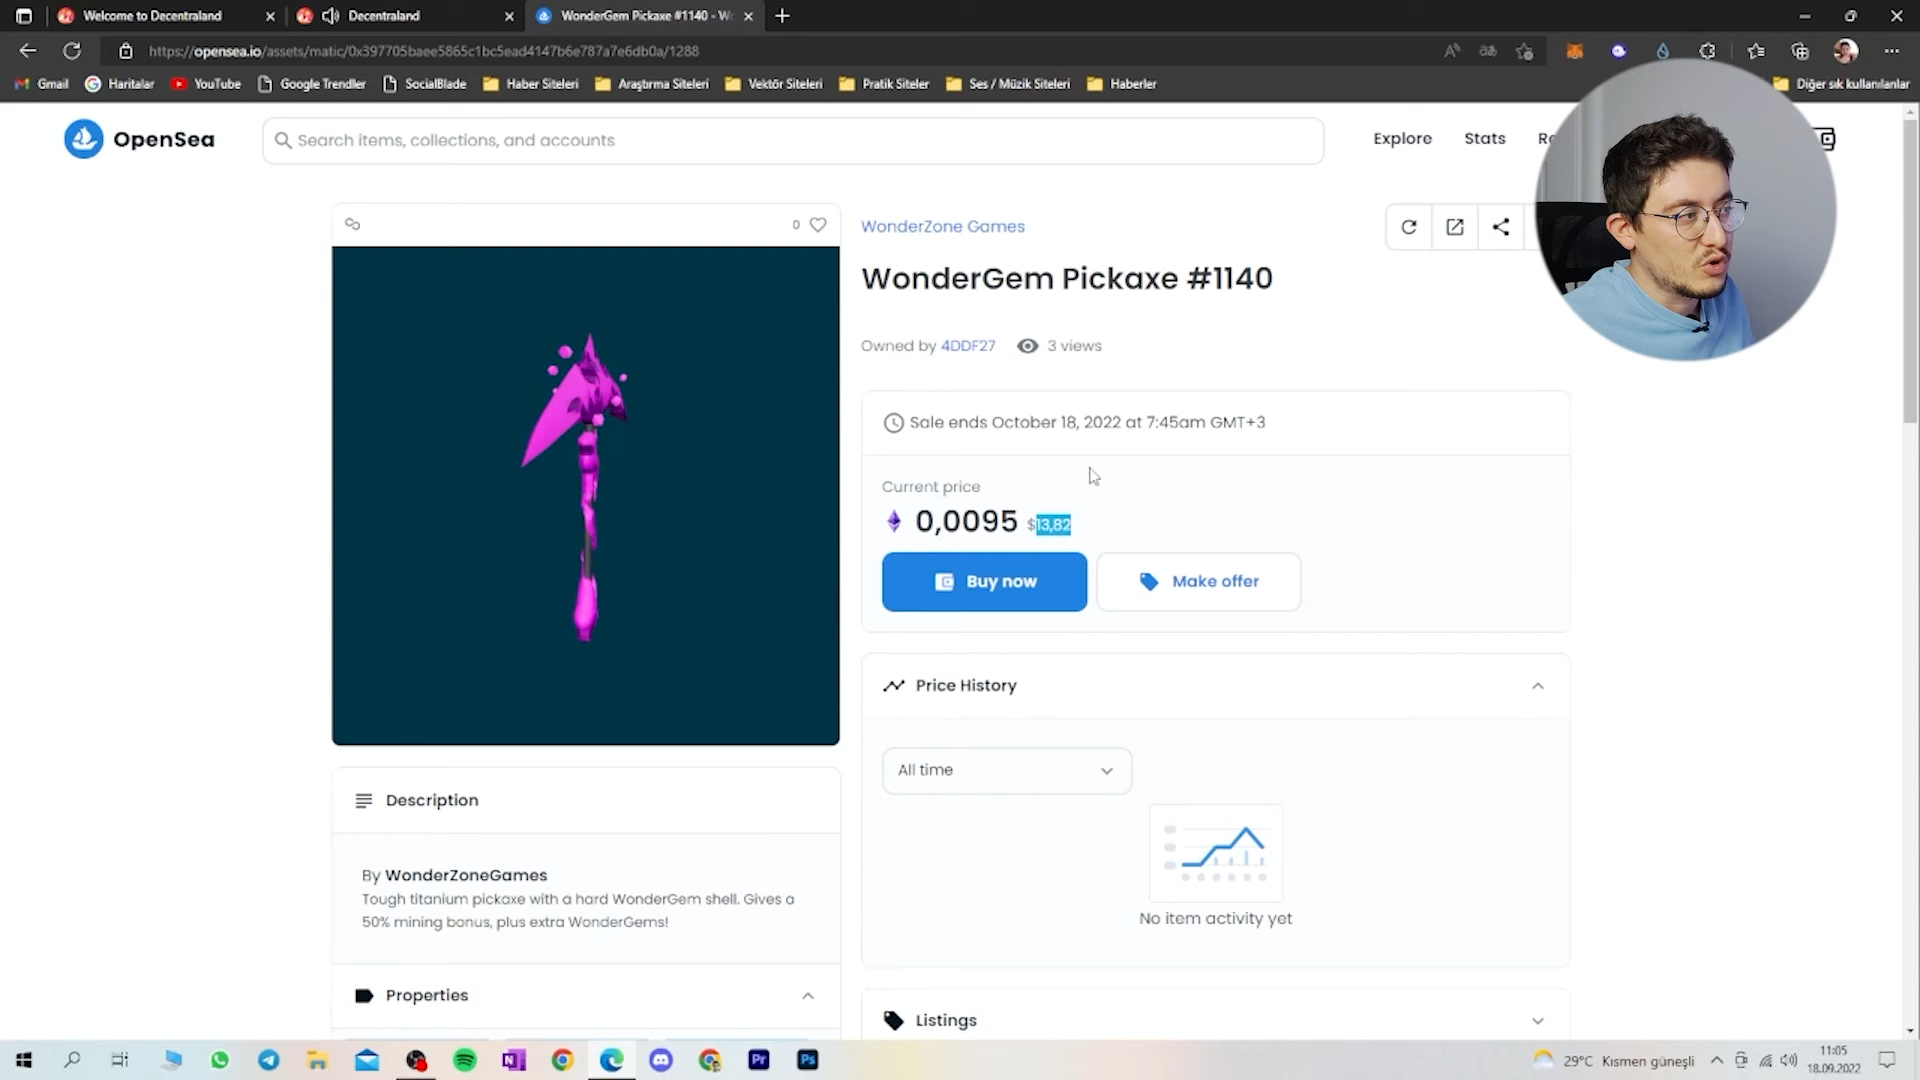 Welcome to Decentraland
Decentraland
WonderGem Pickaxe #1140 - W
https://opensea.io/assets/matic/0x397705baee5865c1bc5ead4147b6e787a7e6db0a/1288
Gmail
Haritalar
YouTube
Google Trendler
SocialBlade
Haber Siteleri
Araştırma Siteleri
Vektör Siteleri
Pratik Siteler
Ses / Müzik Siteleri
Haberler
Diğer sık kullanılanlar
OpenSea
Search items, collections, and accounts
Explore
Stats
0
WonderZone Games
WonderGem Pickaxe #1140
Owned by 4DDF27
3 views
Sale ends October 18, 2022 at 7:45am GMT+3
Current price
0,0095 $13,82
Buy now
Make offer
Price History
All time
No item activity yet
Description
By WonderZoneGames
Tough titanium pickaxe with a hard WonderGem shell. Gives a
50% mining bonus, plus extra WonderGems!
Properties
Listings
29°C Kısmen güneşli
11:05
18.09.2022